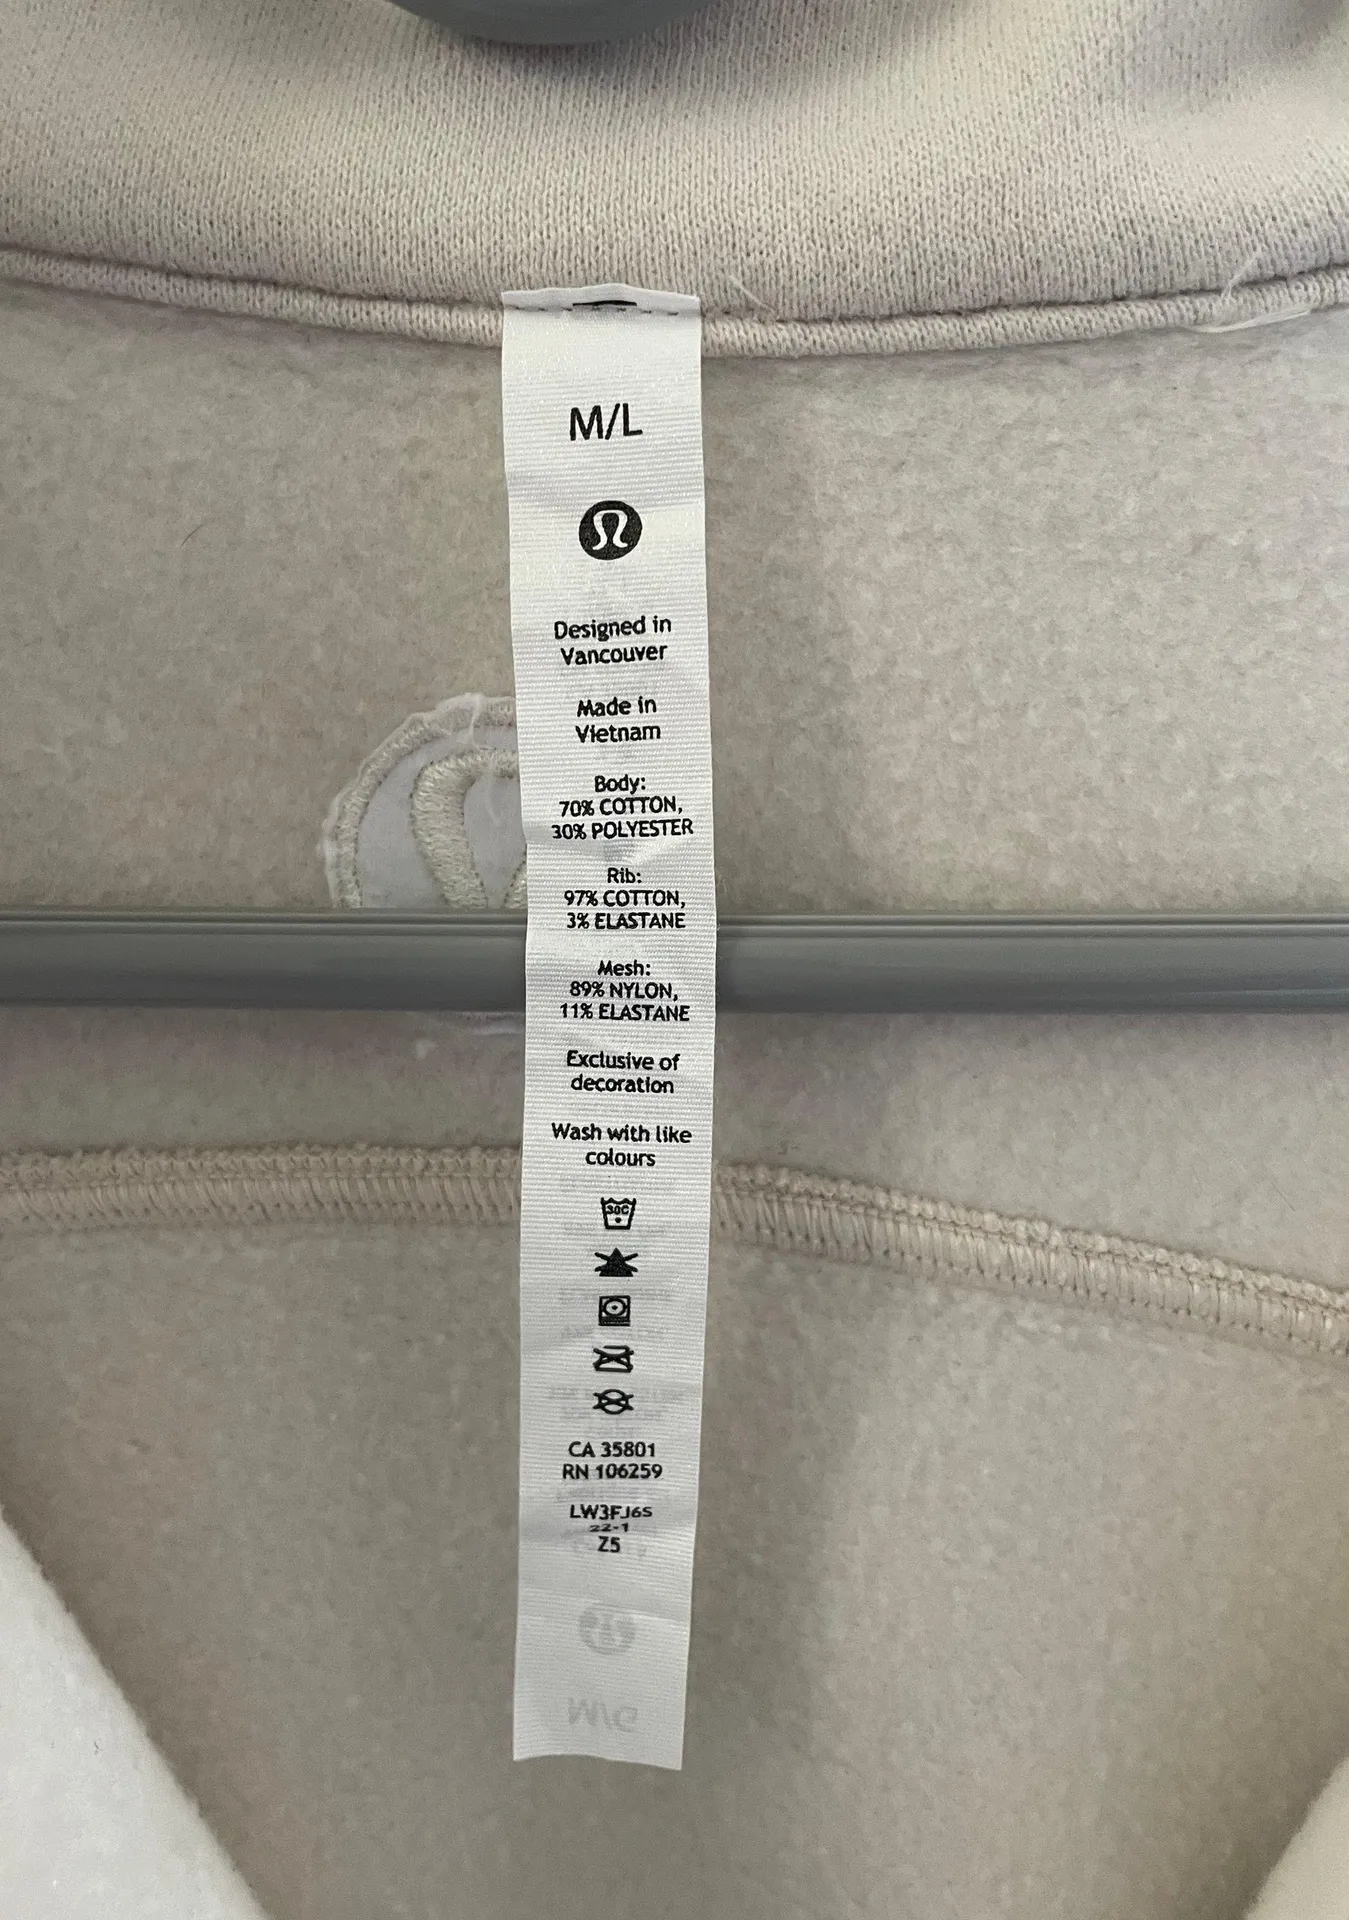 M/L
Designed in
Vancouver
Made in
Vietnam
Body:
70% COTTON,
30% POLYESTER
Rib:
97% COTTON,
3% ELASTANE
Mesh:
89% NYLON,
11% ELASTANE
Exclusive of
decoration
Wash with like
colours
30C
CA 35801
RN 106259
LW3FJ6S
22-1
Z5
M/G